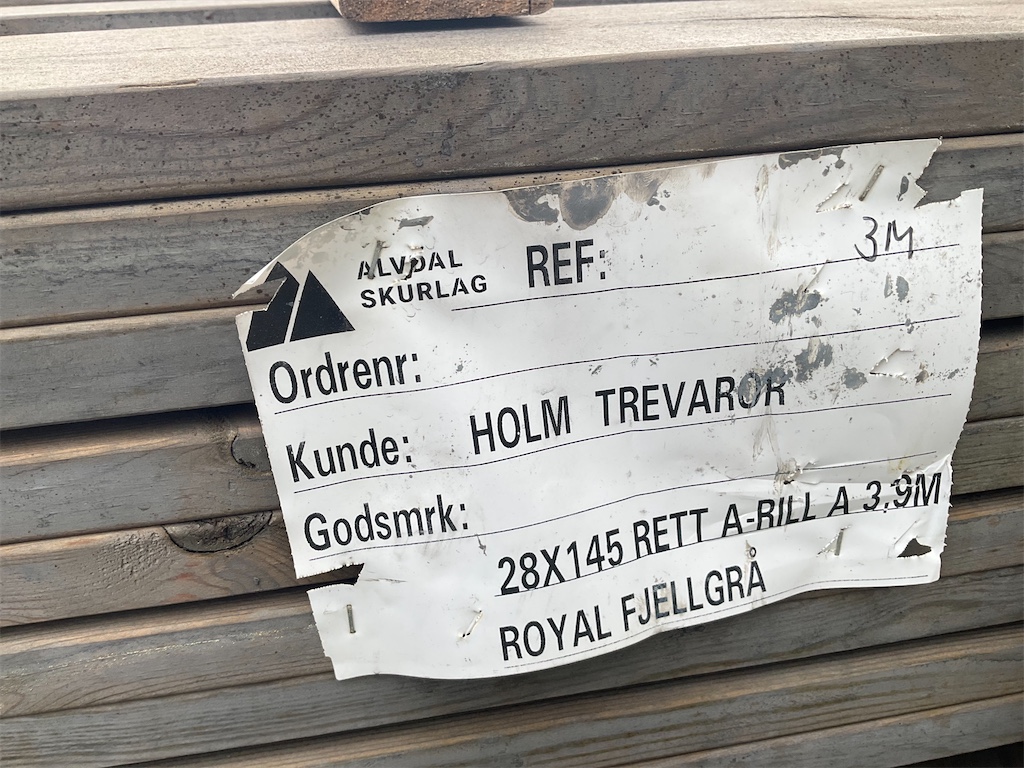 ALVDAL
SKURLAG
REF: 3M
Ordrenr:
Kunde: HOLM TREVAROR
Godsmrk:
28X145 RETT A-RILL A 3,9M
ROYAL FJELLGRÅ